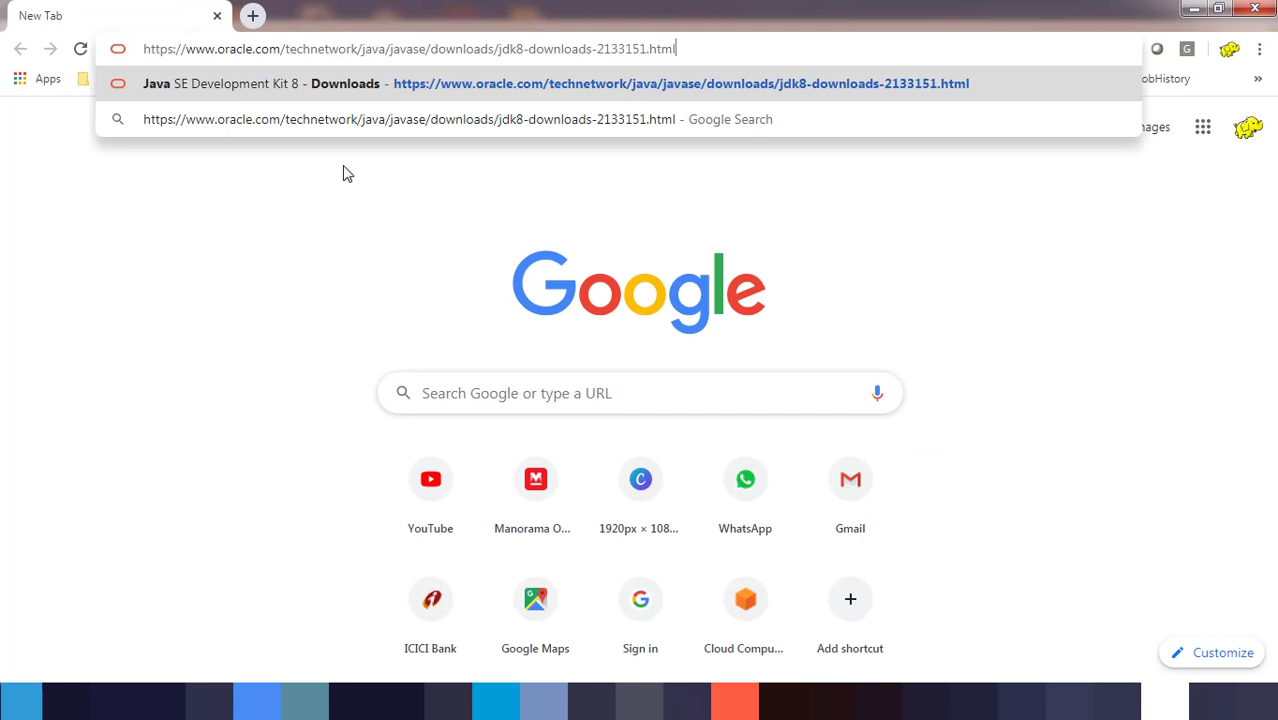 New Tab
https://www.oracle.com/technetwork/java/javase/downloads/jdk8-downloads-2133151.html
G
Apps
obHistory
»
Java SE Development Kit 8 - Downloads - https://www.oracle.com/technetwork/java/javase/downloads/jdk8-downloads-2133151.html
https://www.oracle.com/technetwork/java/javase/downloads/jdk8-downloads-2133151.html - Google Search
nages
Google
Search Google or type a URL
YouTube
Manorama O...
1920px × 108...
WhatsApp
Gmail
ICICI Bank
Google Maps
Sign in
Cloud Compu...
Add shortcut
Customize